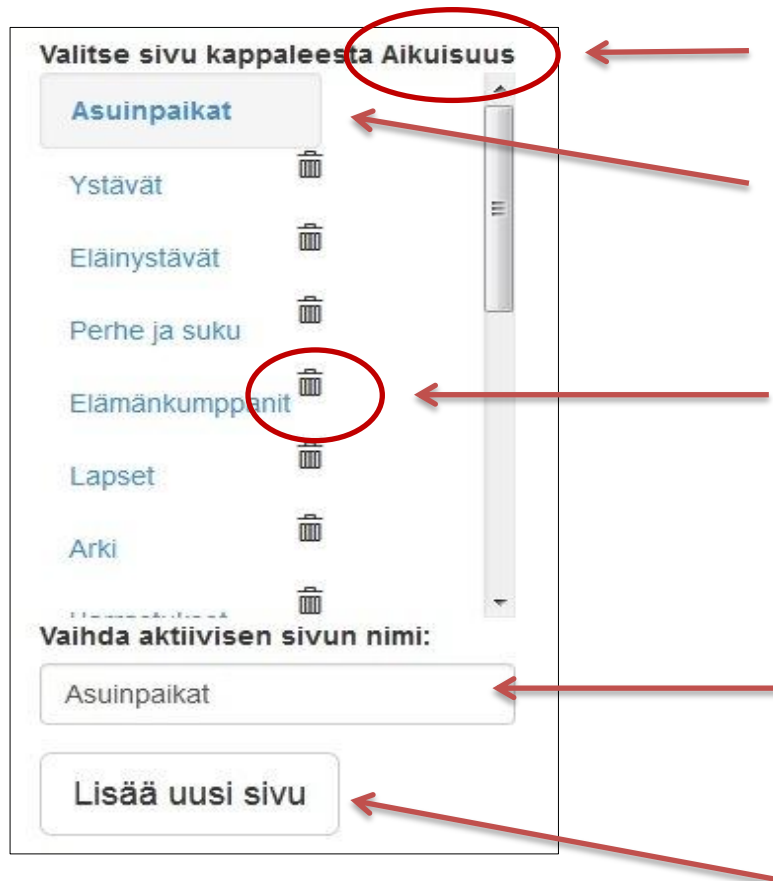 Valitse sivu kappaleesta Aikuisuus
Asuinpaikat
Ystävät
Eläinystävät
Perhe ja suku
Elämänkumppanit
Lapset
Arki
Vaihda aktiivisen sivun nimi:
Asuinpaikat
Lisää uusi sivu